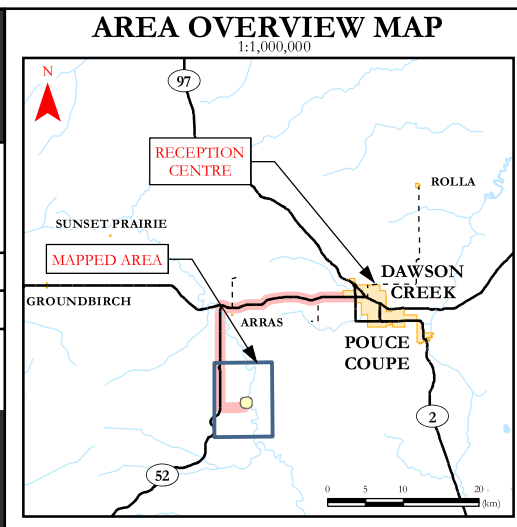 AREA OVERVIEW MAP
1:1,000,000
N
97
RECEPTION
CENTRE
ROLLA
SUNSET PRAIRIE
MAPPED AREA
DAWSON
CREEK
GROUNDBIRCH
ARRAS
POUCE
COUPE
2
52
0 5 10 20
(km)